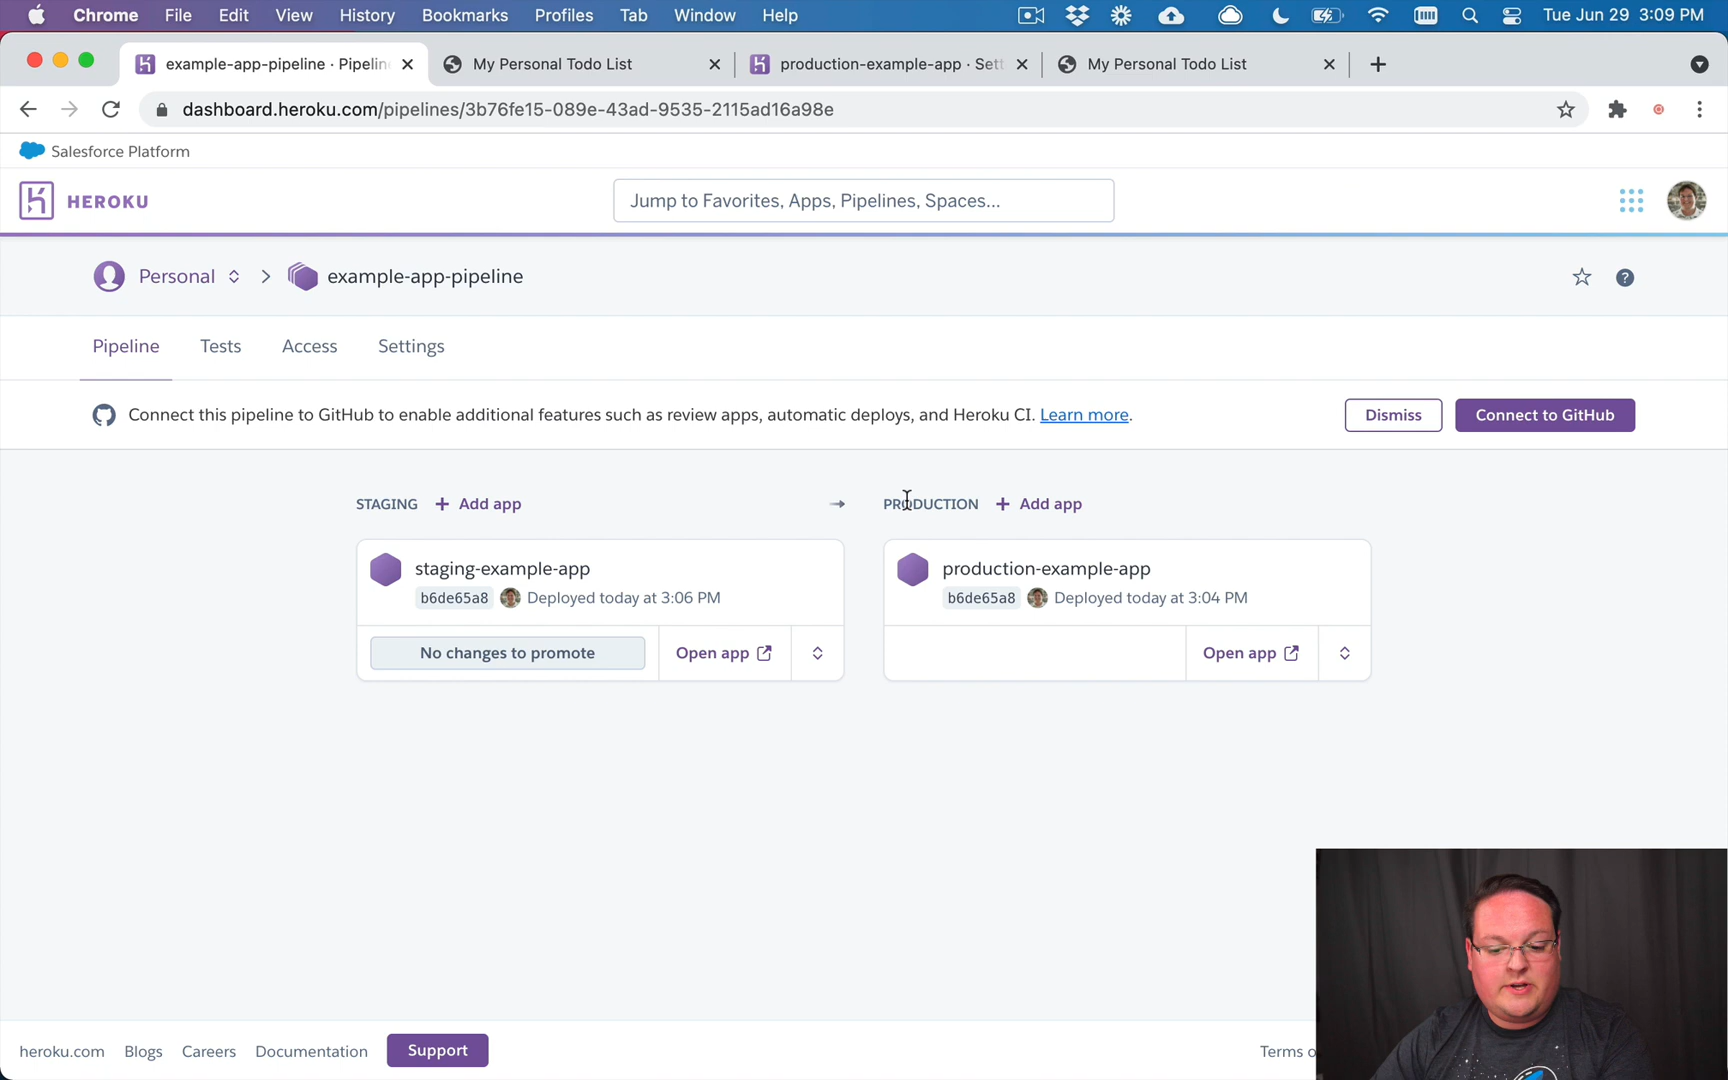 Chrome File Edit View History Bookmarks Profiles Tab Window Help Tue Jun 29 3:09 PM
example-app-pipeline · Pipelin My Personal Todo List production-example-app · Sett My Personal Todo List
dashboard.heroku.com/pipelines/3b76fe15-089e-43ad-9535-2115ad16a98e
Salesforce Platform
HEROKU Jump to Favorites, Apps, Pipelines, Spaces...
Personal > example-app-pipeline
Pipeline Tests Access Settings
Connect this pipeline to GitHub to enable additional features such as review apps, automatic deploys, and Heroku CI. Learn more. Dismiss Connect to GitHub
STAGING + Add app → PRODUCTION + Add app
staging-example-app production-example-app
b6de65a8 Deployed today at 3:06 PM b6de65a8 Deployed today at 3:04 PM
No changes to promote Open app Open app
heroku.com Blogs Careers Documentation Support Terms o